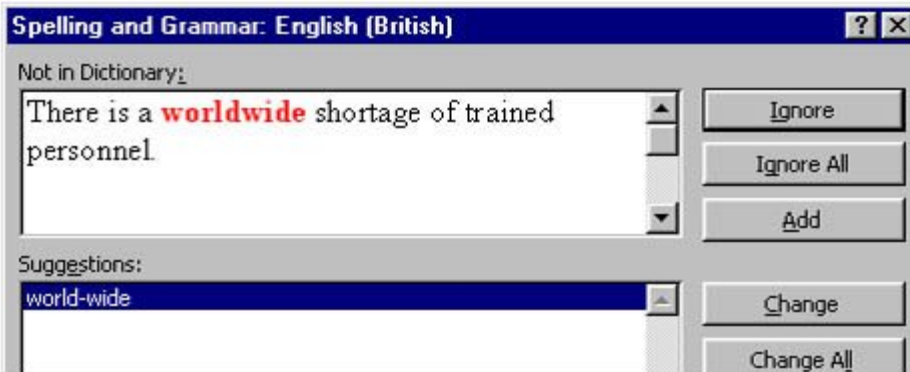 Spelling and Grammar: English (British)
Not in Dictionary:
There is a worldwide shortage of trained
personnel.
Ignore
Ignore All
Add
Suggestions:
world-wide
Change
Change All